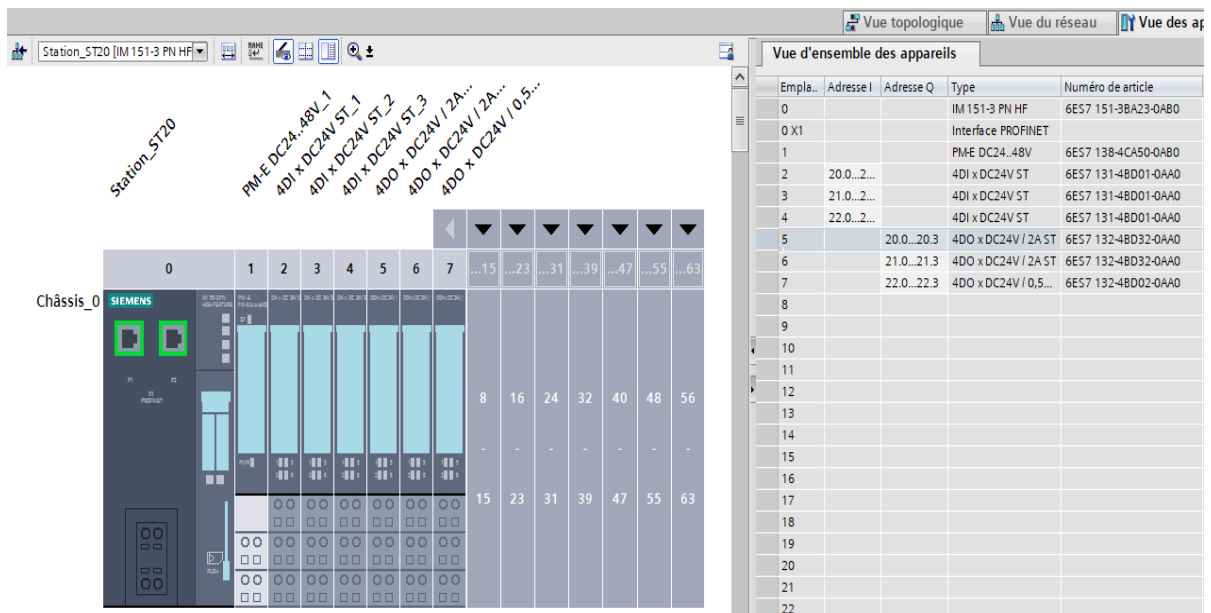 Vue topologique Vue du réseau Vue des ap
Station_ST20 [IM 151-3 PN HF
Vue d'ensemble des appareils
Empla.. Adresse I Adresse Q Type Numéro de article
0 IM 151-3 PN HF 6ES7 151-3BA23-0AB0
0 X1 Interface PROFINET
1 PM-E DC24..48V 6ES7 138-4CA50-0AB0
2 20.0...2... 4DI x DC24V ST 6ES7 131-4BD01-0AA0
3 21.0...2... 4DI x DC24V ST 6ES7 131-4BD01-0AA0
4 22.0...2... 4DI x DC24V ST 6ES7 131-4BD01-0AA0
5 20.0...20.3 4DO x DC24V / 2A ST 6ES7 132-4BD32-0AA0
6 21.0...21.3 4DO x DC24V / 2A ST 6ES7 132-4BD32-0AA0
7 22.0...22.3 4DO x DC24V / 0,5... 6ES7 132-4BD02-0AA0
8
9
10
11
12
13
14
15
16
17
18
19
20
21
22
Station_ST20
PM-E DC24..48V_1
4DI x DC24V ST_1
4DI x DC24V ST_2
4DI x DC24V ST_3
4DO x DC24V / 2A...
4DO x DC24V / 2A...
4DO x DC24V / 0,5...
0 1 2 3 4 5 6 7 ...15 ...23 ...31 ...39 ...47 ...55 ...63
Châssis_0
SIEMENS
P1 P2
X1
PROFINET
8 16 24 32 40 48 56
- - - - - - -
15 23 31 39 47 55 63